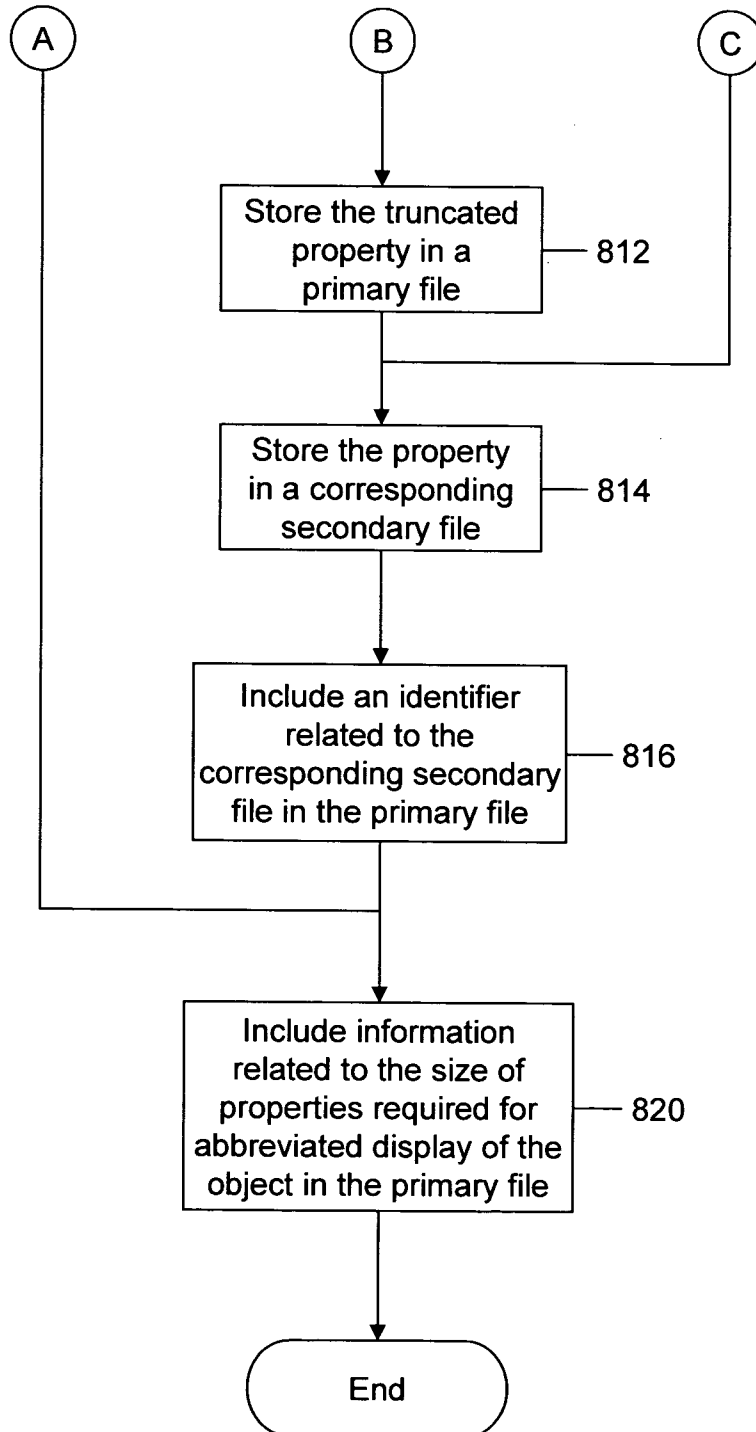 A
B
C
Store the truncated
property in a
primary file
812
Store the property
in a corresponding
secondary file
814
Include an identifier
related to the
corresponding secondary
file in the primary file
816
Include information
related to the size of
properties required for
abbreviated display of the
object in the primary file
820
End